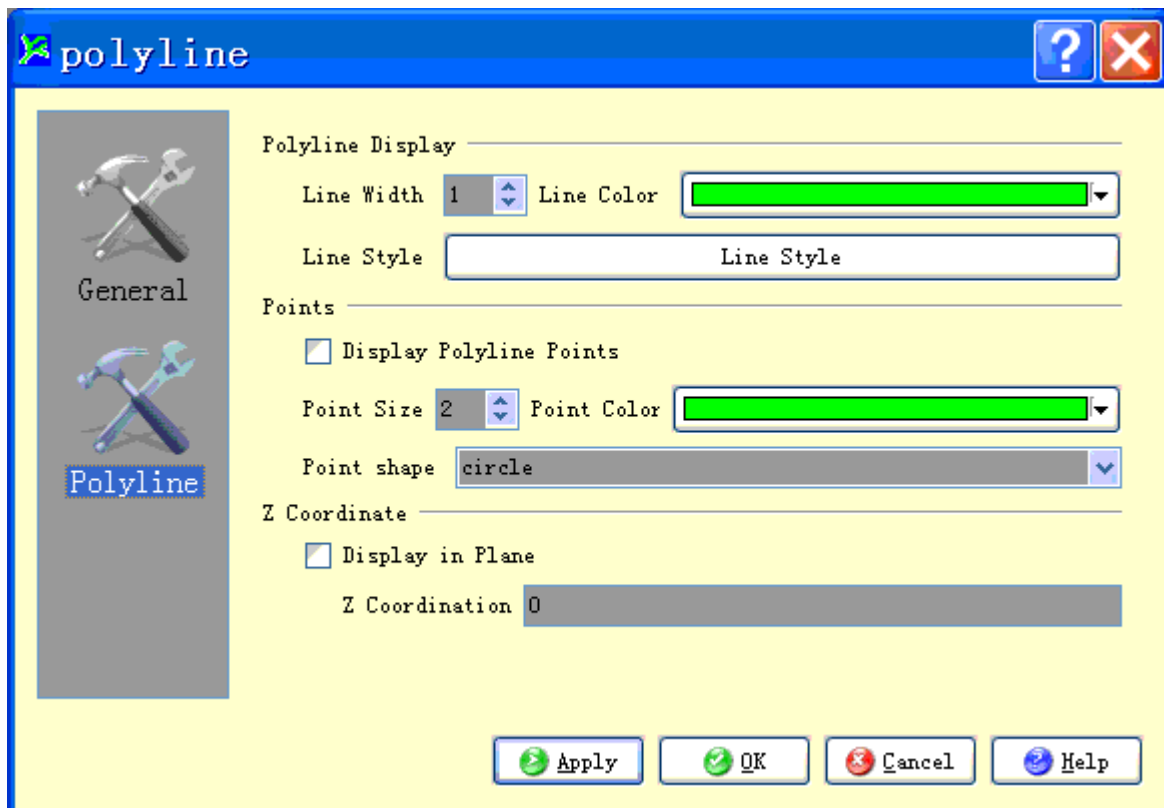 polyline
General
Polyline
Polyline Display
Line Width 1 Line Color
Line Style Line Style
Points
Display Polyline Points
Point Size 2 Point Color
Point shape circle
Z Coordinate
Display in Plane
Z Coordination 0
Apply OK Cancel Help